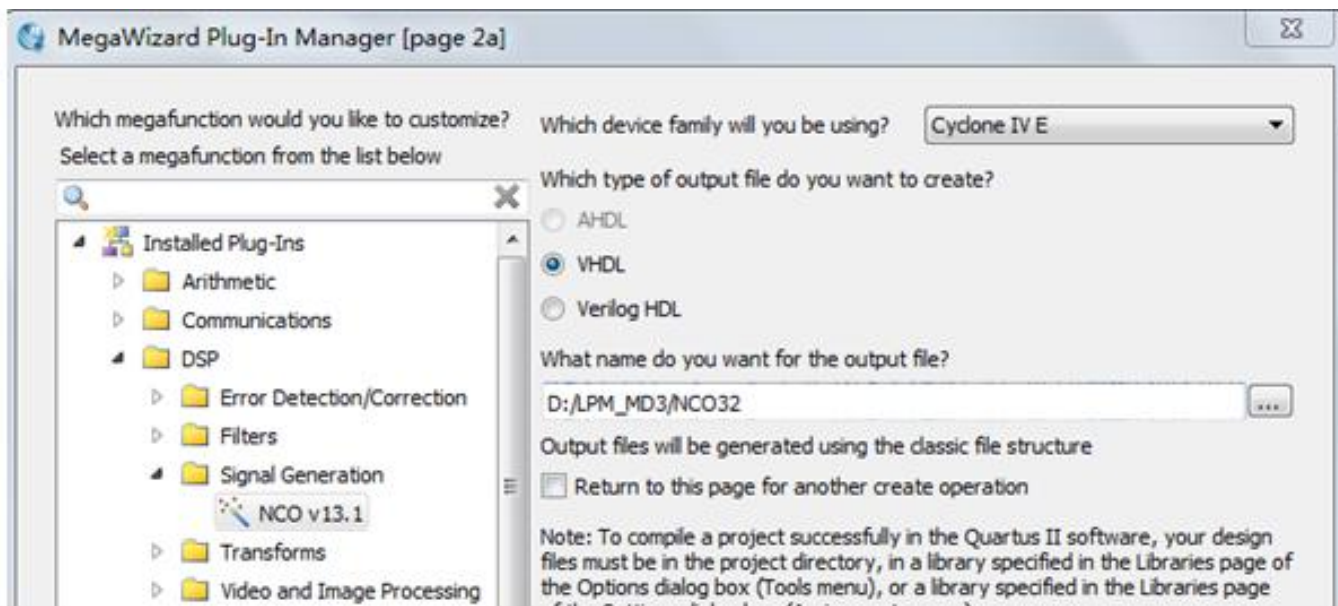 MegaWizard Plug-In Manager [page 2a]
Which megafunction would you like to customize?
Select a megafunction from the list below
Installed Plug-Ins
Arithmetic
Communications
DSP
Error Detection/Correction
Filters
Signal Generation
NCO v13.1
Transforms
Video and Image Processing
Which device family will you be using?
Cyclone IV E
Which type of output file do you want to create?
AHDL
VHDL
Verilog HDL
What name do you want for the output file?
D:/LPM_MD3/NCO32
...
Output files will be generated using the classic file structure
Return to this page for another create operation
Note: To compile a project successfully in the Quartus II software, your design
files must be in the project directory, in a library specified in the Libraries page of
the Options dialog box (Tools menu), or a library specified in the Libraries page